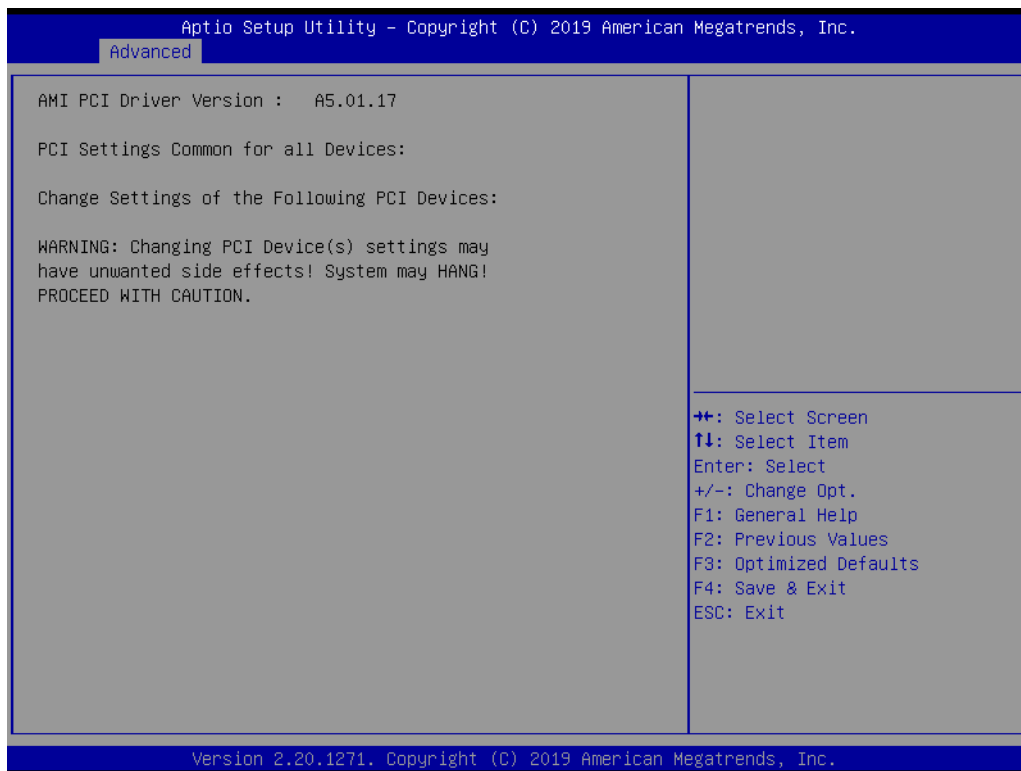 Aptio Setup Utility – Copyright (C) 2019 American Megatrends, Inc.
Advanced
AMI PCI Driver Version :   A5.01.17
PCI Settings Common for all Devices:
Change Settings of the Following PCI Devices:
WARNING: Changing PCI Device(s) settings may
have unwanted side effects! System may HANG!
PROCEED WITH CAUTION.
→←: Select Screen
↑↓: Select Item
Enter: Select
+/-: Change Opt.
F1: General Help
F2: Previous Values
F3: Optimized Defaults
F4: Save & Exit
ESC: Exit
Version 2.20.1271. Copyright (C) 2019 American Megatrends, Inc.